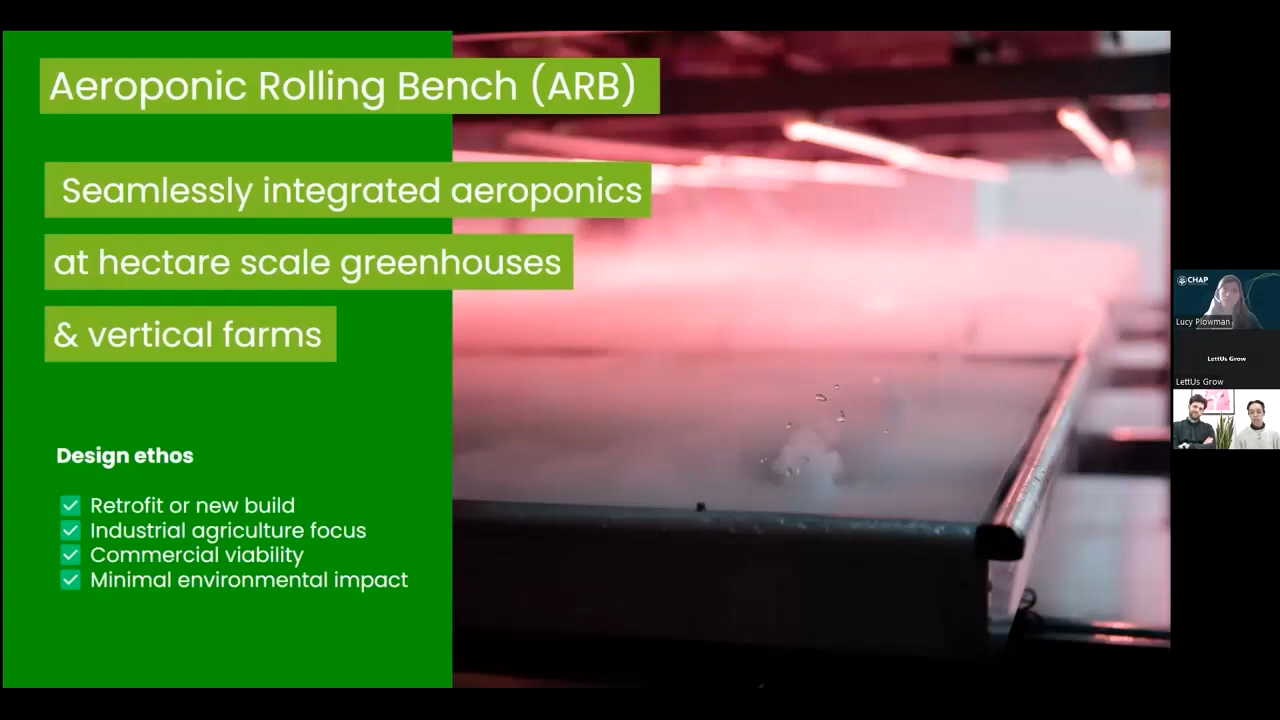 Aeroponic Rolling Bench (ARB)
Seamlessly integrated aeroponics
at hectare scale greenhouses
& vertical farms
Design ethos
Retrofit or new build
Industrial agriculture focus
Commercial viability
Minimal environmental impact
CHAP
Lucy Plowman
LettUs Grow
LettUs Grow